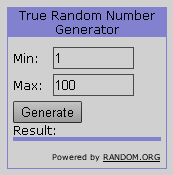 True Random Number
Generator
Min: 1
Max: 100
Generate
Result:
Powered by RANDOM.ORG